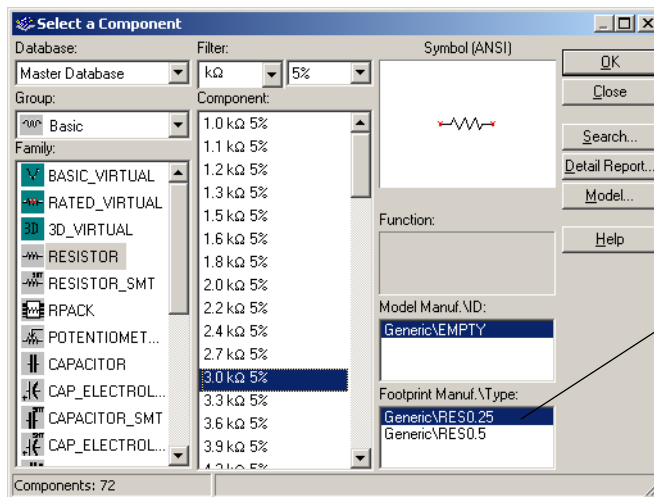 Select a Component
Database:
Master Database
Group:
Basic
Family:
BASIC_VIRTUAL
RATED_VIRTUAL
3D 3D_VIRTUAL
RESISTOR
RESISTOR_SMT
RPACK
POTENTIOMET...
CAPACITOR
CAP_ELECTROL...
CAPACITOR_SMT
CAP_ELECTROL...
Filter:
kΩ 5%
Component:
1.0 kΩ 5%
1.1 kΩ 5%
1.2 kΩ 5%
1.3 kΩ 5%
1.5 kΩ 5%
1.6 kΩ 5%
1.8 kΩ 5%
2.0 kΩ 5%
2.2 kΩ 5%
2.4 kΩ 5%
2.7 kΩ 5%
3.0 kΩ 5%
3.3 kΩ 5%
3.6 kΩ 5%
3.9 kΩ 5%
Symbol (ANSI)
Function:
Model Manuf.\ID:
Generic\EMPTY
Footprint Manuf.\Type:
Generic\RES0.25
Generic\RES0.5
OK
Close
Search...
Detail Report...
Model...
Help
Components: 72